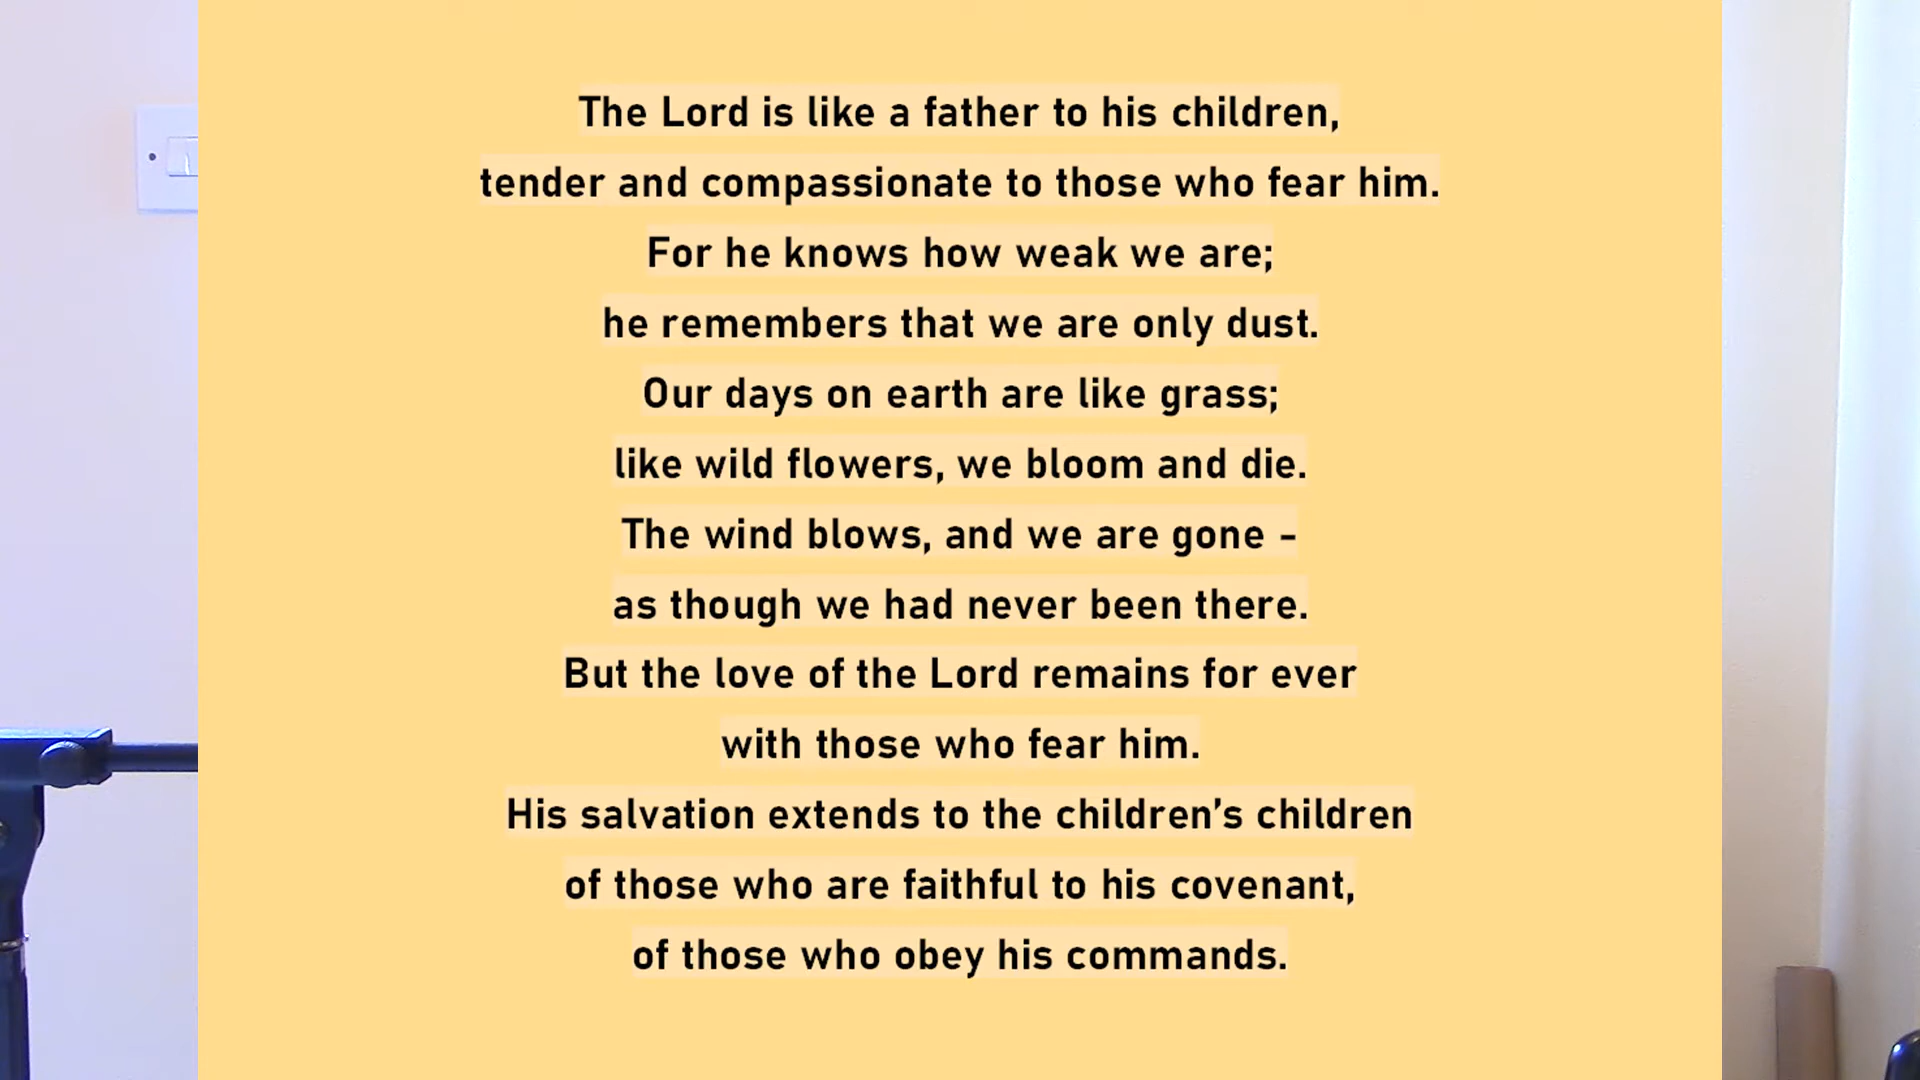 The Lord is like a father to his children,
tender and compassionate to those who fear him.
For he knows how weak we are;
he remembers that we are only dust.
Our days on earth are like grass;
like wild flowers, we bloom and die.
The wind blows, and we are gone -
as though we had never been there.
But the love of the Lord remains for ever
with those who fear him.
His salvation extends to the children’s children
of those who are faithful to his covenant,
of those who obey his commands.